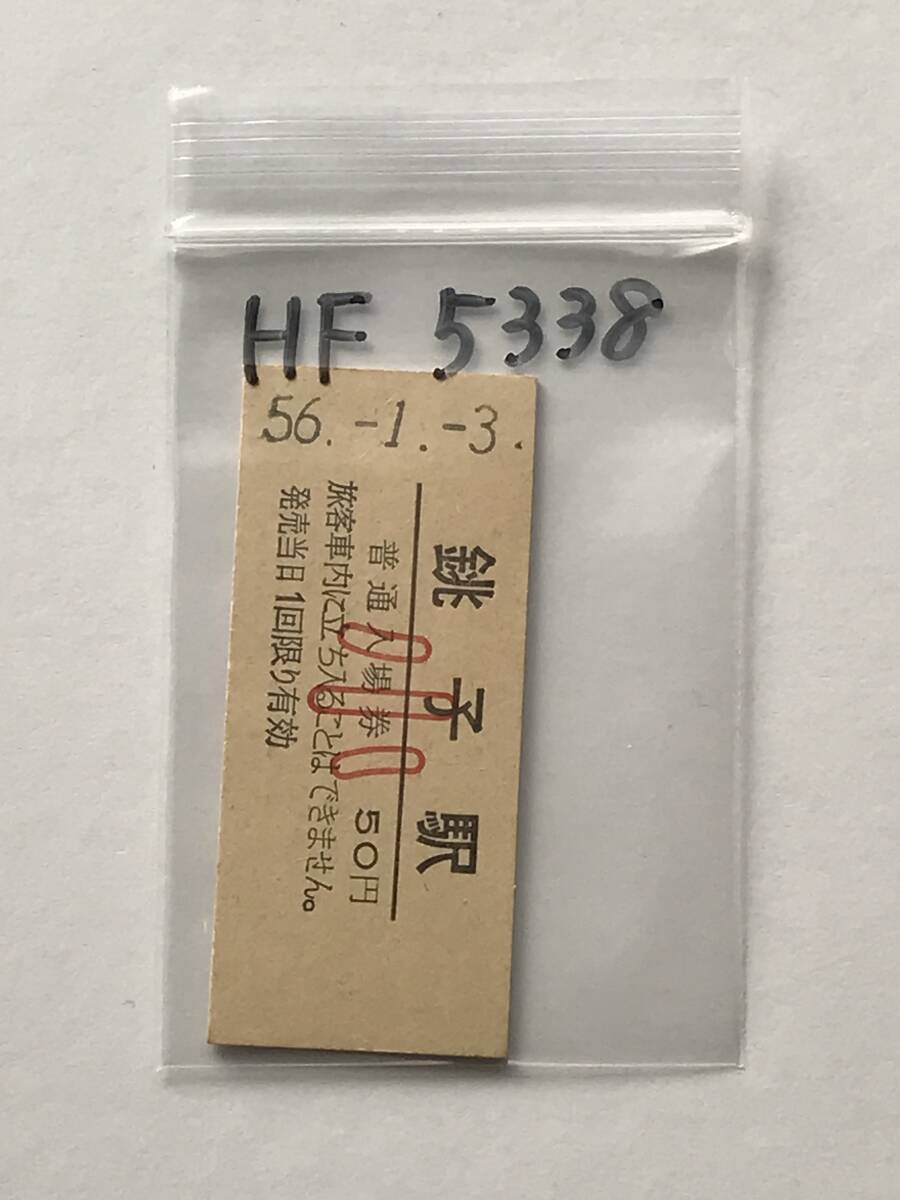 HF 5338
56.-1.-3.
銚子駅
普通入場券 50円
旅客車内に立ち入ることはできません。
発売当日1回限り有効
小